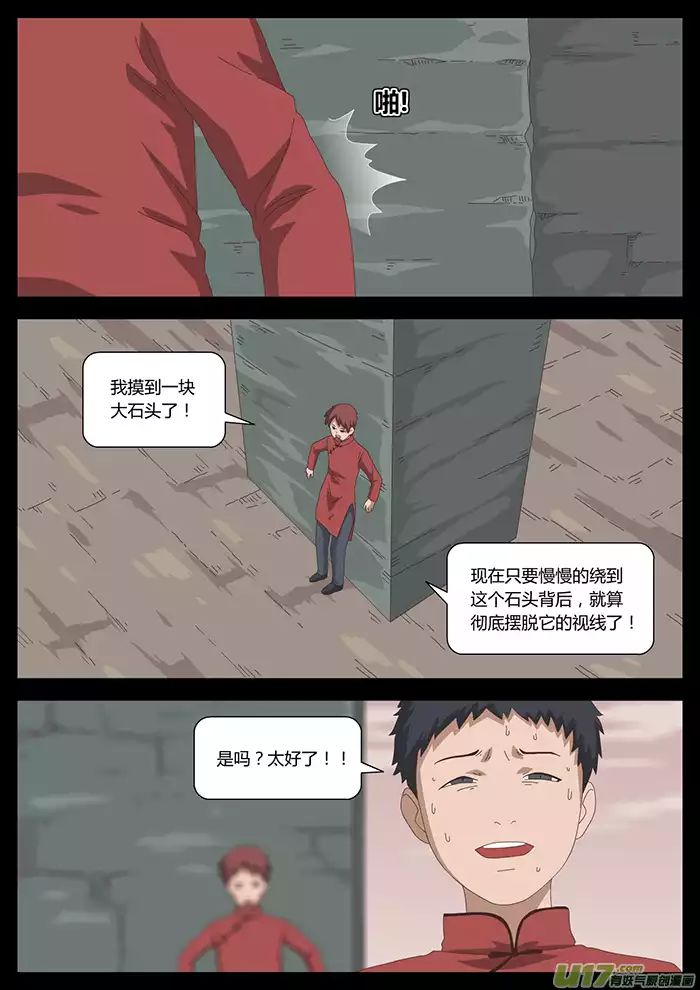 啪!
我摸到一块
大石头了！
现在只要慢慢的绕到
这个石头背后，就算
彻底摆脱它的视线了！
是吗？太好了！！
U17.com
有妖气原创漫画